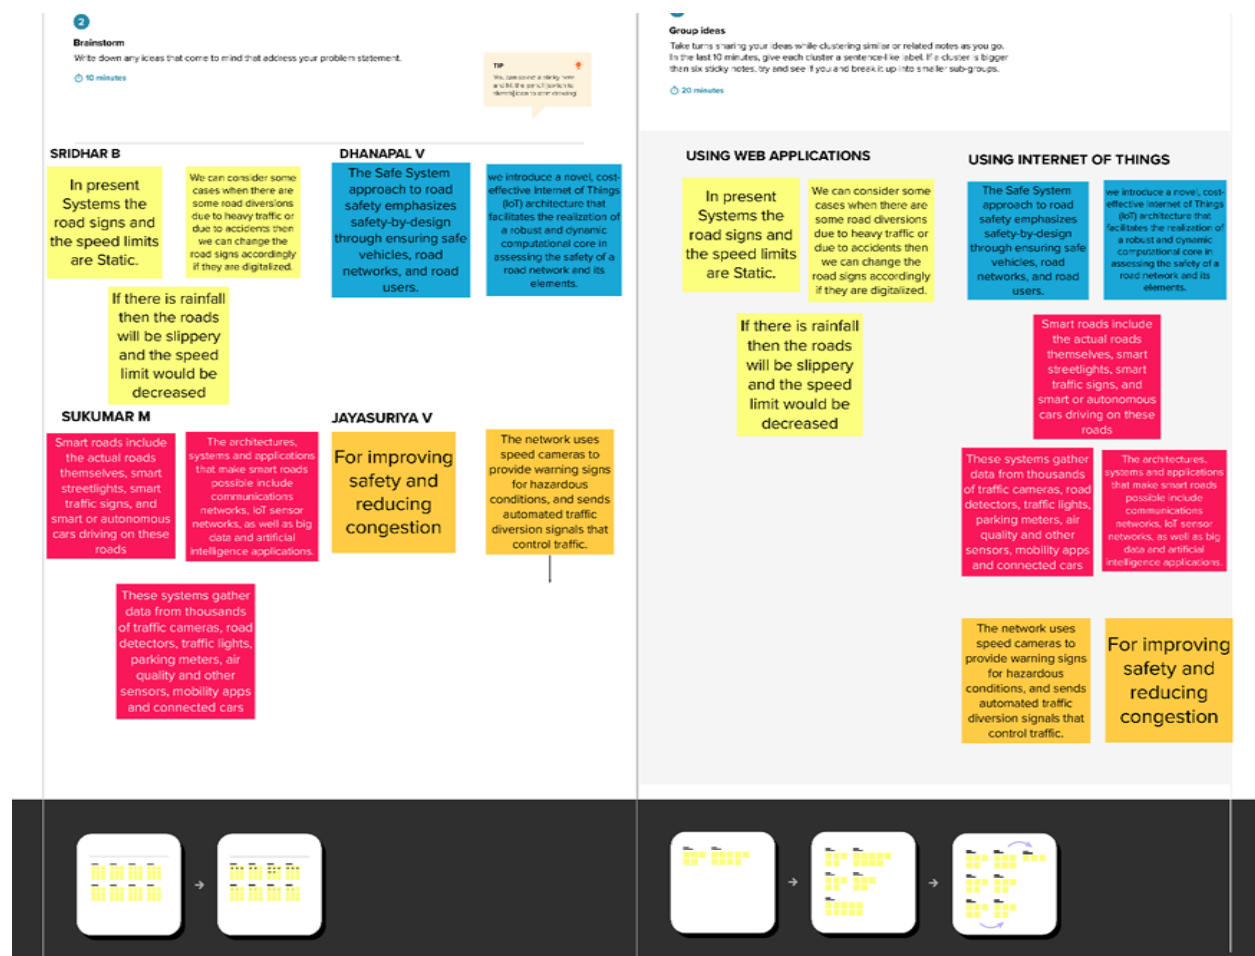 2
Brainstorm
Write down any ideas that come to mind that address your problem statement.
10 minutes
TIP
You can select a sticky note
and hit the pencil [switch to
sketch] icon to start drawing!
SRIDHAR B
In present
Systems the
road signs and
the speed limits
are Static.
We can consider some
cases when there are
some road diversions
due to heavy traffic or
due to accidents then
we can change the
road signs accordingly
if they are digitalized.
If there is rainfall
then the roads
will be slippery
and the speed
limit would be
decreased
DHANAPAL V
The Safe System
approach to road
safety emphasizes
safety-by-design
through ensuring safe
vehicles, road
networks, and road
users.
we introduce a novel, cost-
effective Internet of Things
(IoT) architecture that
facilitates the realization of
a robust and dynamic
computational core in
assessing the safety of a
road network and its
elements.
SUKUMAR M
Smart roads include
the actual roads
themselves, smart
streetlights, smart
traffic signs, and
smart or autonomous
cars driving on these
roads
The architectures,
systems and applications
that make smart roads
possible include
communications
networks, IoT sensor
networks, as well as big
data and artificial
intelligence applications.
These systems gather
data from thousands
of traffic cameras, road
detectors, traffic lights,
parking meters, air
quality and other
sensors, mobility apps
and connected cars
JAYASURIYA V
For improving
safety and
reducing
congestion
The network uses
speed cameras to
provide warning signs
for hazardous
conditions, and sends
automated traffic
diversion signals that
control traffic.
Group ideas
Take turns sharing your ideas while clustering similar or related notes as you go.
In the last 10 minutes, give each cluster a sentence-like label. If a cluster is bigger
than six sticky notes, try and see if you and break it up into smaller sub-groups.
20 minutes
USING WEB APPLICATIONS
In present
Systems the
road signs and
the speed limits
are Static.
We can consider some
cases when there are
some road diversions
due to heavy traffic or
due to accidents then
we can change the
road signs accordingly
if they are digitalized.
If there is rainfall
then the roads
will be slippery
and the speed
limit would be
decreased
USING INTERNET OF THINGS
The Safe System
approach to road
safety emphasizes
safety-by-design
through ensuring safe
vehicles, road
networks, and road
users.
we introduce a novel, cost-
effective Internet of Things
(IoT) architecture that
facilitates the realization of
a robust and dynamic
computational core in
assessing the safety of a
road network and its
elements.
Smart roads include
the actual roads
themselves, smart
streetlights, smart
traffic signs, and
smart or autonomous
cars driving on these
roads
These systems gather
data from thousands
of traffic cameras, road
detectors, traffic lights,
parking meters, air
quality and other
sensors, mobility apps
and connected cars
The architectures,
systems and applications
that make smart roads
possible include
communications
networks, IoT sensor
networks, as well as big
data and artificial
intelligence applications.
The network uses
speed cameras to
provide warning signs
for hazardous
conditions, and sends
automated traffic
diversion signals that
control traffic.
For improving
safety and
reducing
congestion